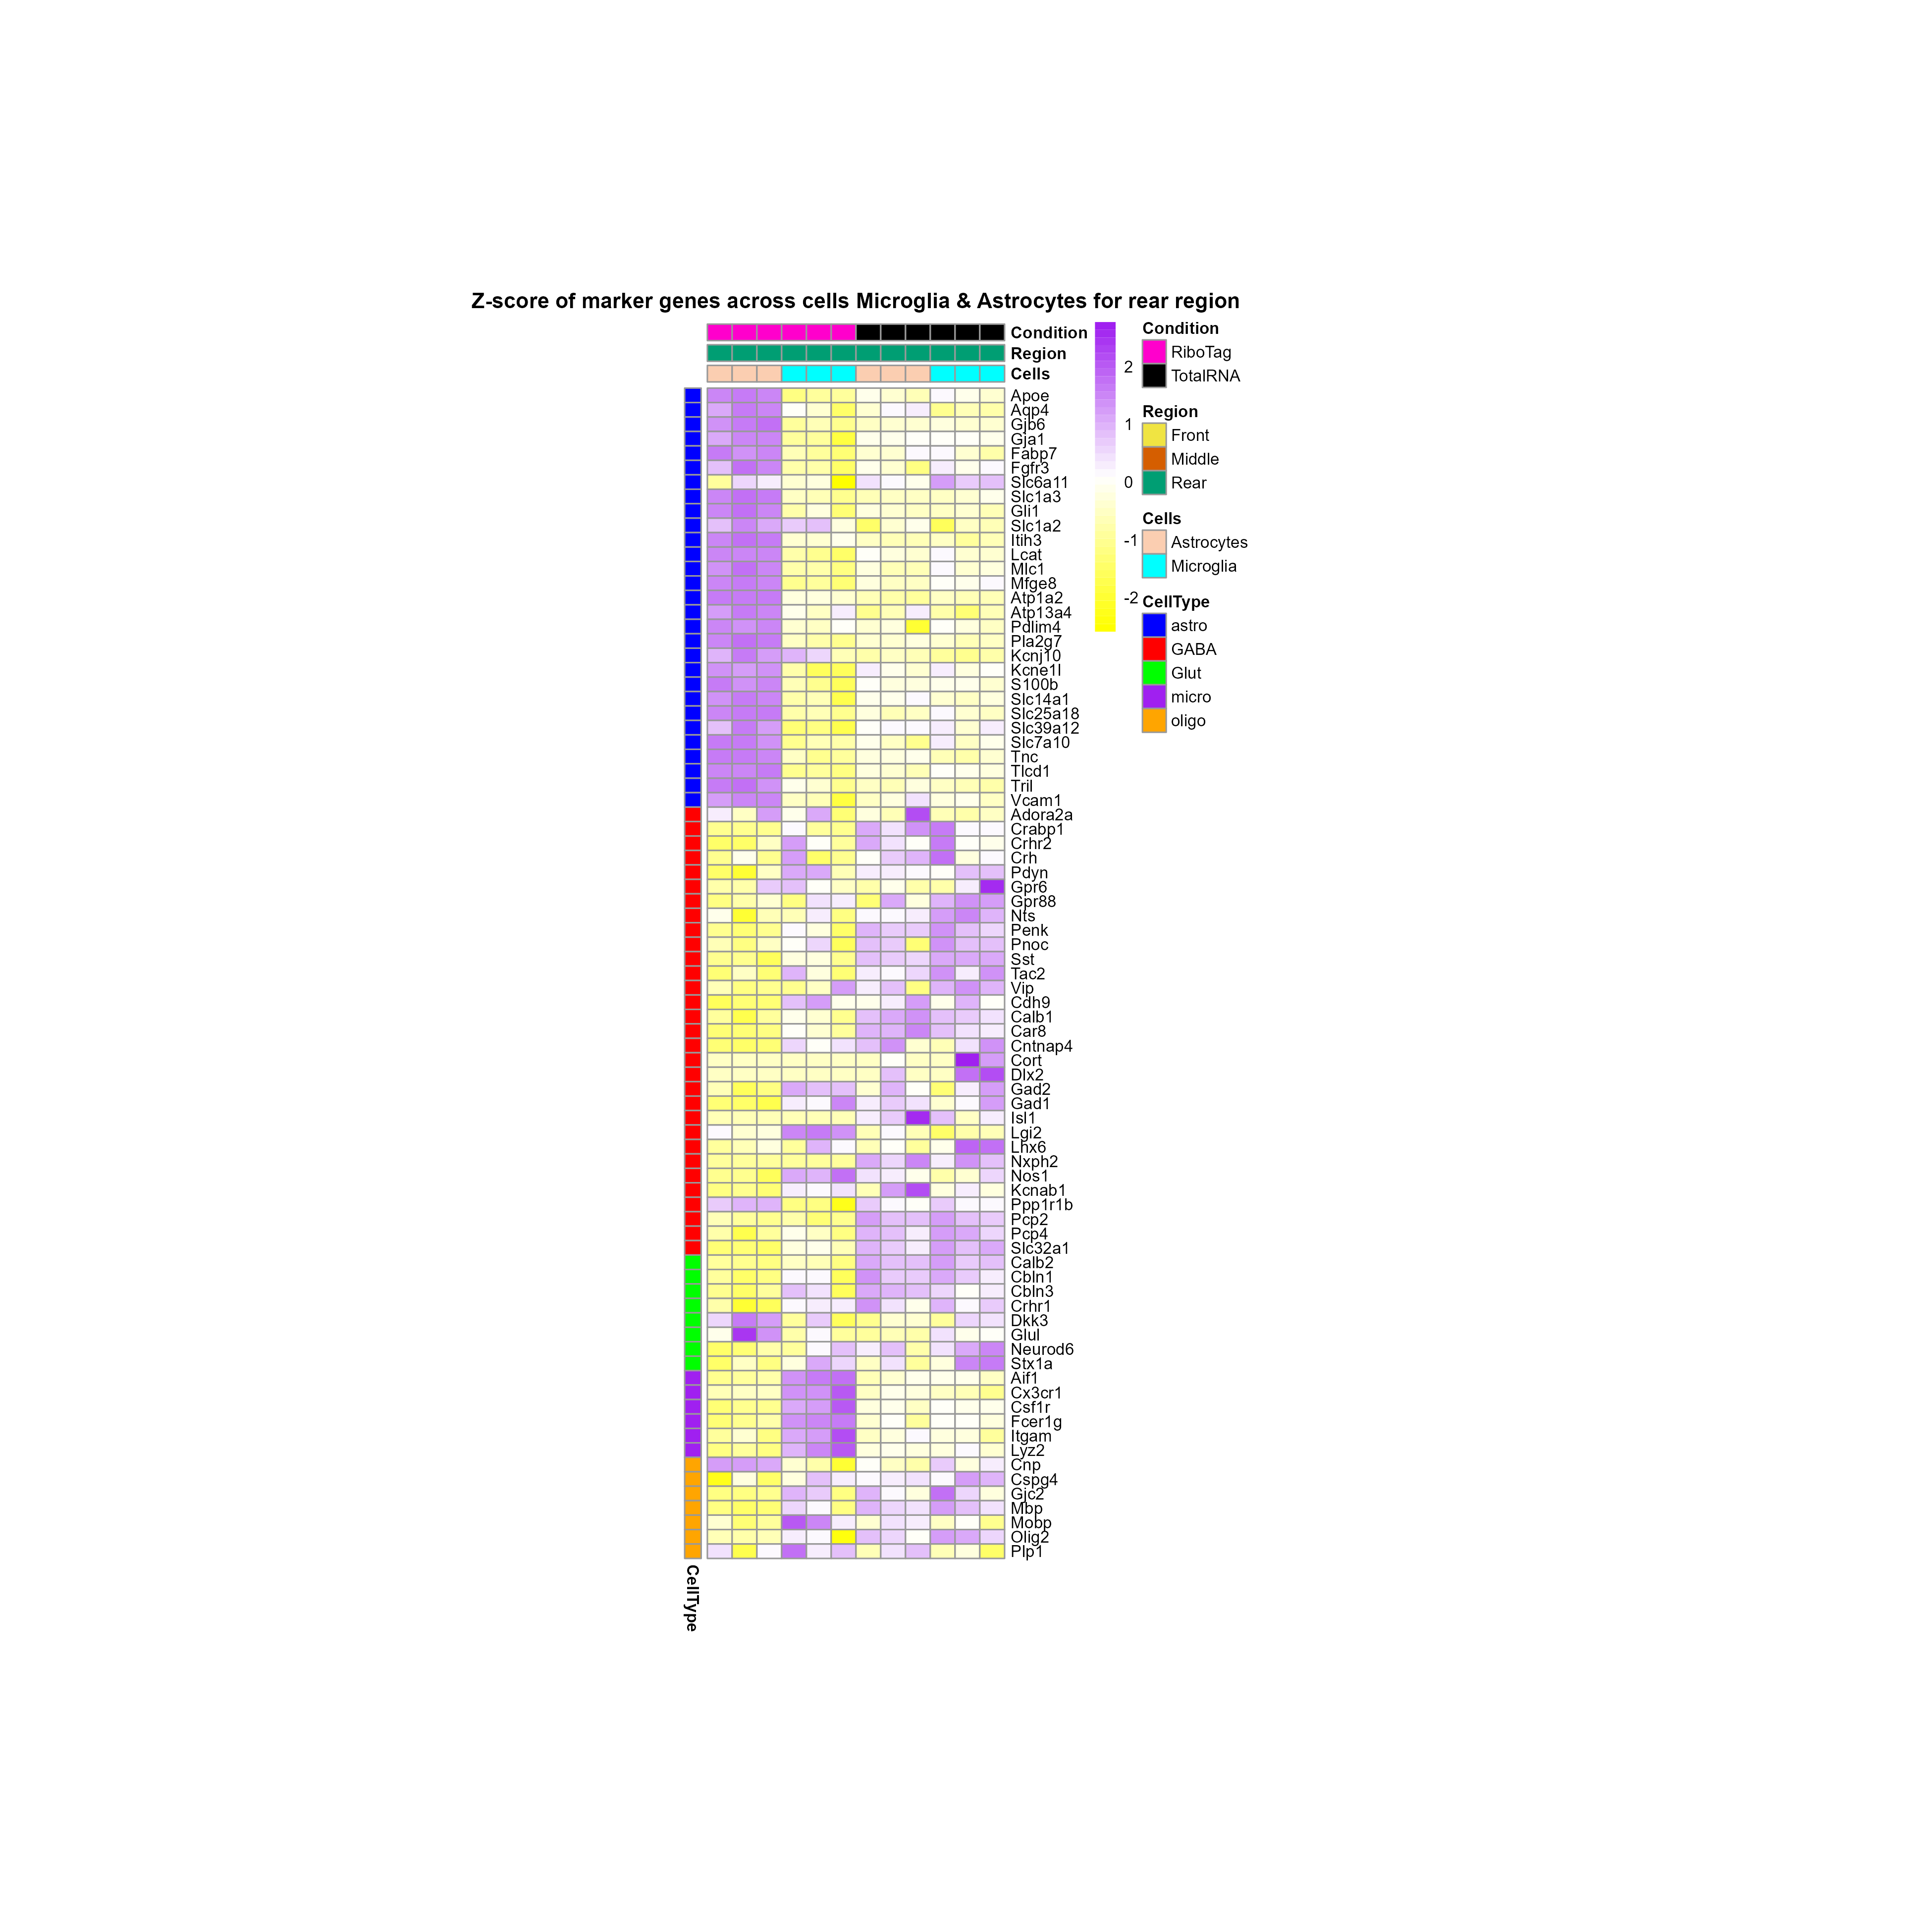 Z-score of marker genes across cells Microglia & Astrocytes for rear region
Condition
Region
Cells
Apoe
Aqp4
Gjb6
Gja1
Fabp7
Fgfr3
Slc6a11
Slc1a3
Gli1
Slc1a2
Itih3
Lcat
Mlc1
Mfge8
Atp1a2
Atp13a4
Pdlim4
Pla2g7
Kcnj10
Kcne1l
S100b
Slc14a1
Slc25a18
Slc39a12
Slc7a10
Tnc
Tlcd1
Tril
Vcam1
Adora2a
Crabp1
Crhr2
Crh
Pdyn
Gpr6
Gpr88
Nts
Penk
Pnoc
Sst
Tac2
Vip
Cdh9
Calb1
Car8
Cntnap4
Cort
Dlx2
Gad2
Gad1
Isl1
Lgi2
Lhx6
Nxph2
Nos1
Kcnab1
Ppp1r1b
Pcp2
Pcp4
Slc32a1
Calb2
Cbln1
Cbln3
Crhr1
Dkk3
Glul
Neurod6
Stx1a
Aif1
Cx3cr1
Csf1r
Fcer1g
Itgam
Lyz2
Cnp
Cspg4
Gjc2
Mbp
Mobp
Olig2
Plp1
CellType
2
1
0
-1
-2
Condition
RiboTag
TotalRNA
Region
Front
Middle
Rear
Cells
Astrocytes
Microglia
CellType
astro
GABA
Glut
micro
oligo